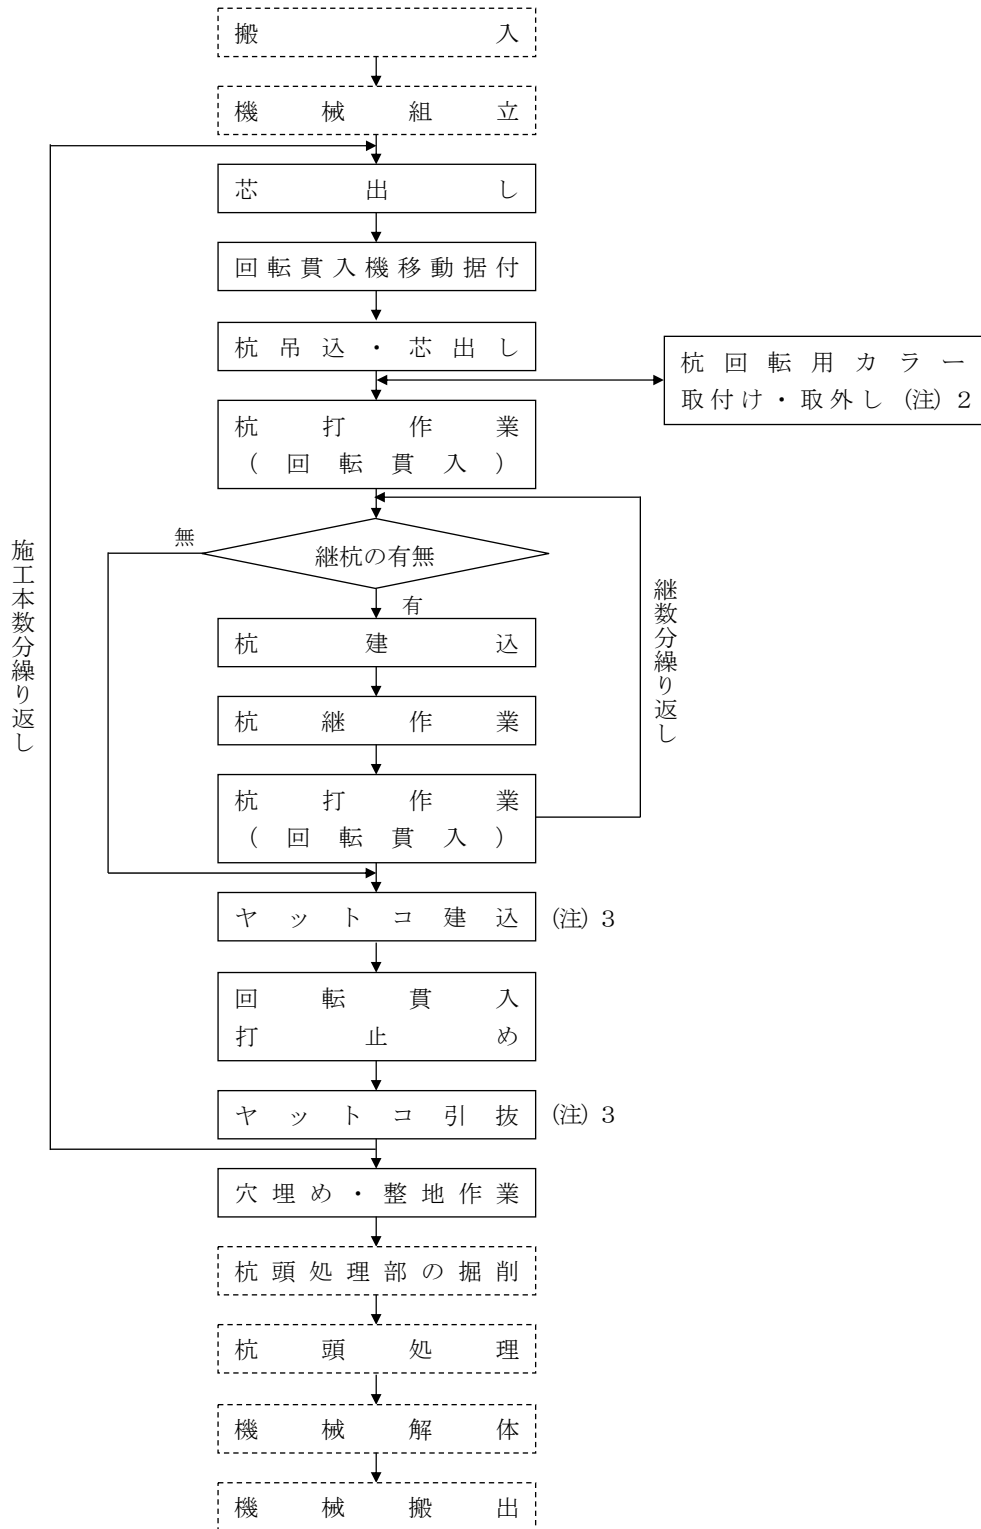 搬入
機械組立
芯出し
回転貫入機移動据付
杭吊込・芯出し
杭回転用カラー
取付け・取外し (注) 2
杭打作業
(回転貫入)
継杭の有無
無
有
杭建込
杭継作業
杭打作業
(回転貫入)
継数分繰り返し
施工本数分繰り返し
ヤットコ建込 (注) 3
回転貫入
打止め
ヤットコ引抜 (注) 3
穴埋め・整地作業
杭頭処理部の掘削
杭頭処理
機械解体
機械搬出